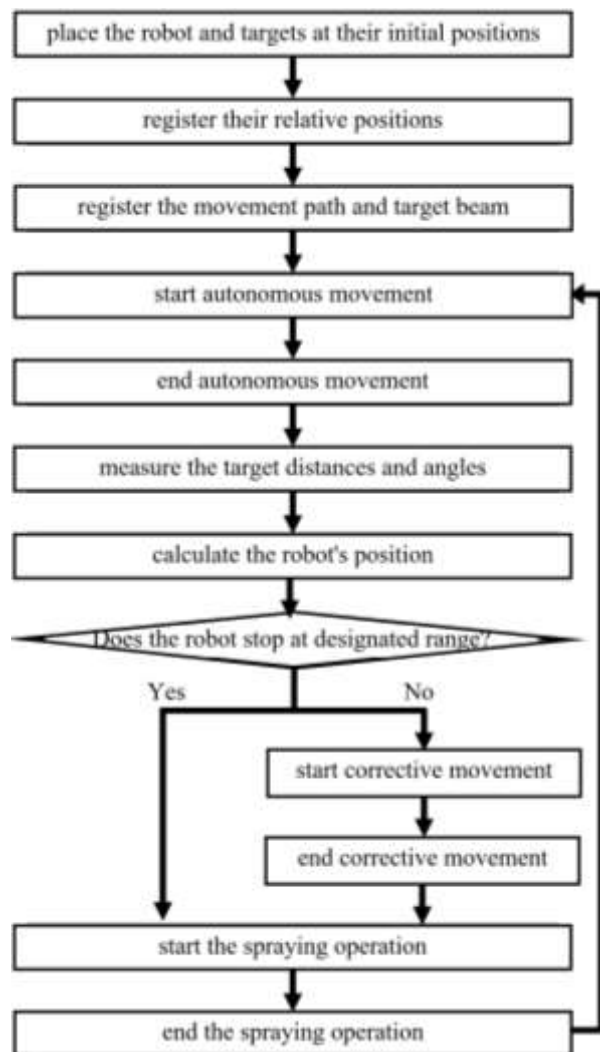 place the robot and targets at their initial positions
register their relative positions
register the movement path and target beam
start autonomous movement
end autonomous movement
measure the target distances and angles
calculate the robot's position
Does the robot stop at designated range?
Yes
No
start corrective movement
end corrective movement
start the spraying operation
end the spraying operation